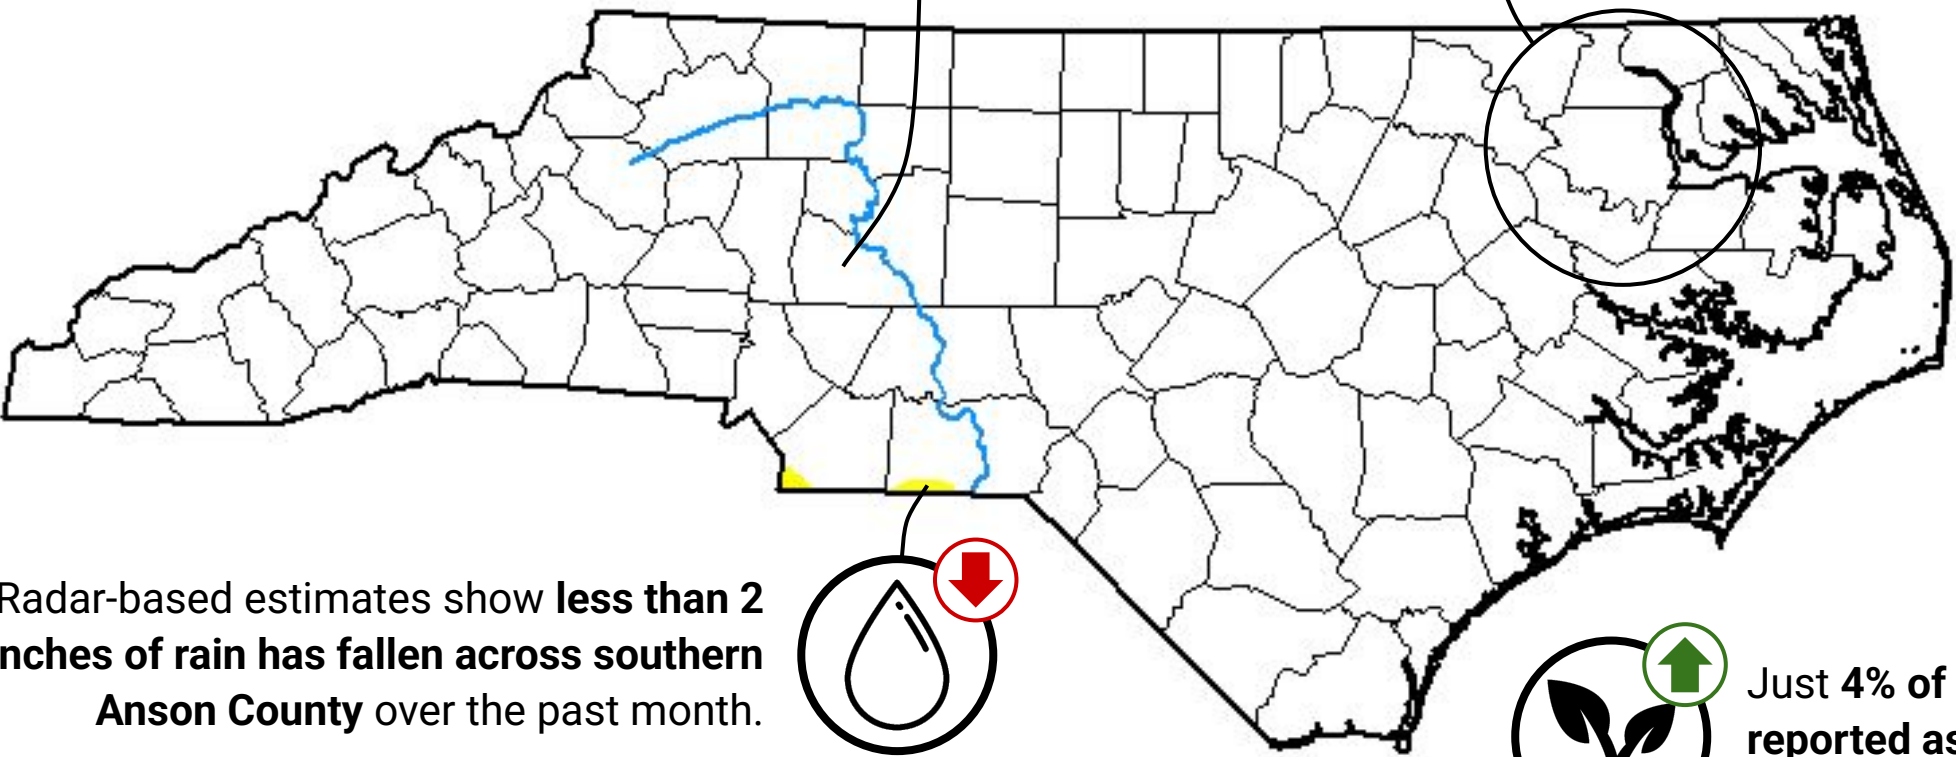 Radar-based estimates show less than 2
nches of rain has fallen across southern
Anson County over the past month.
Just 4% of
reported as